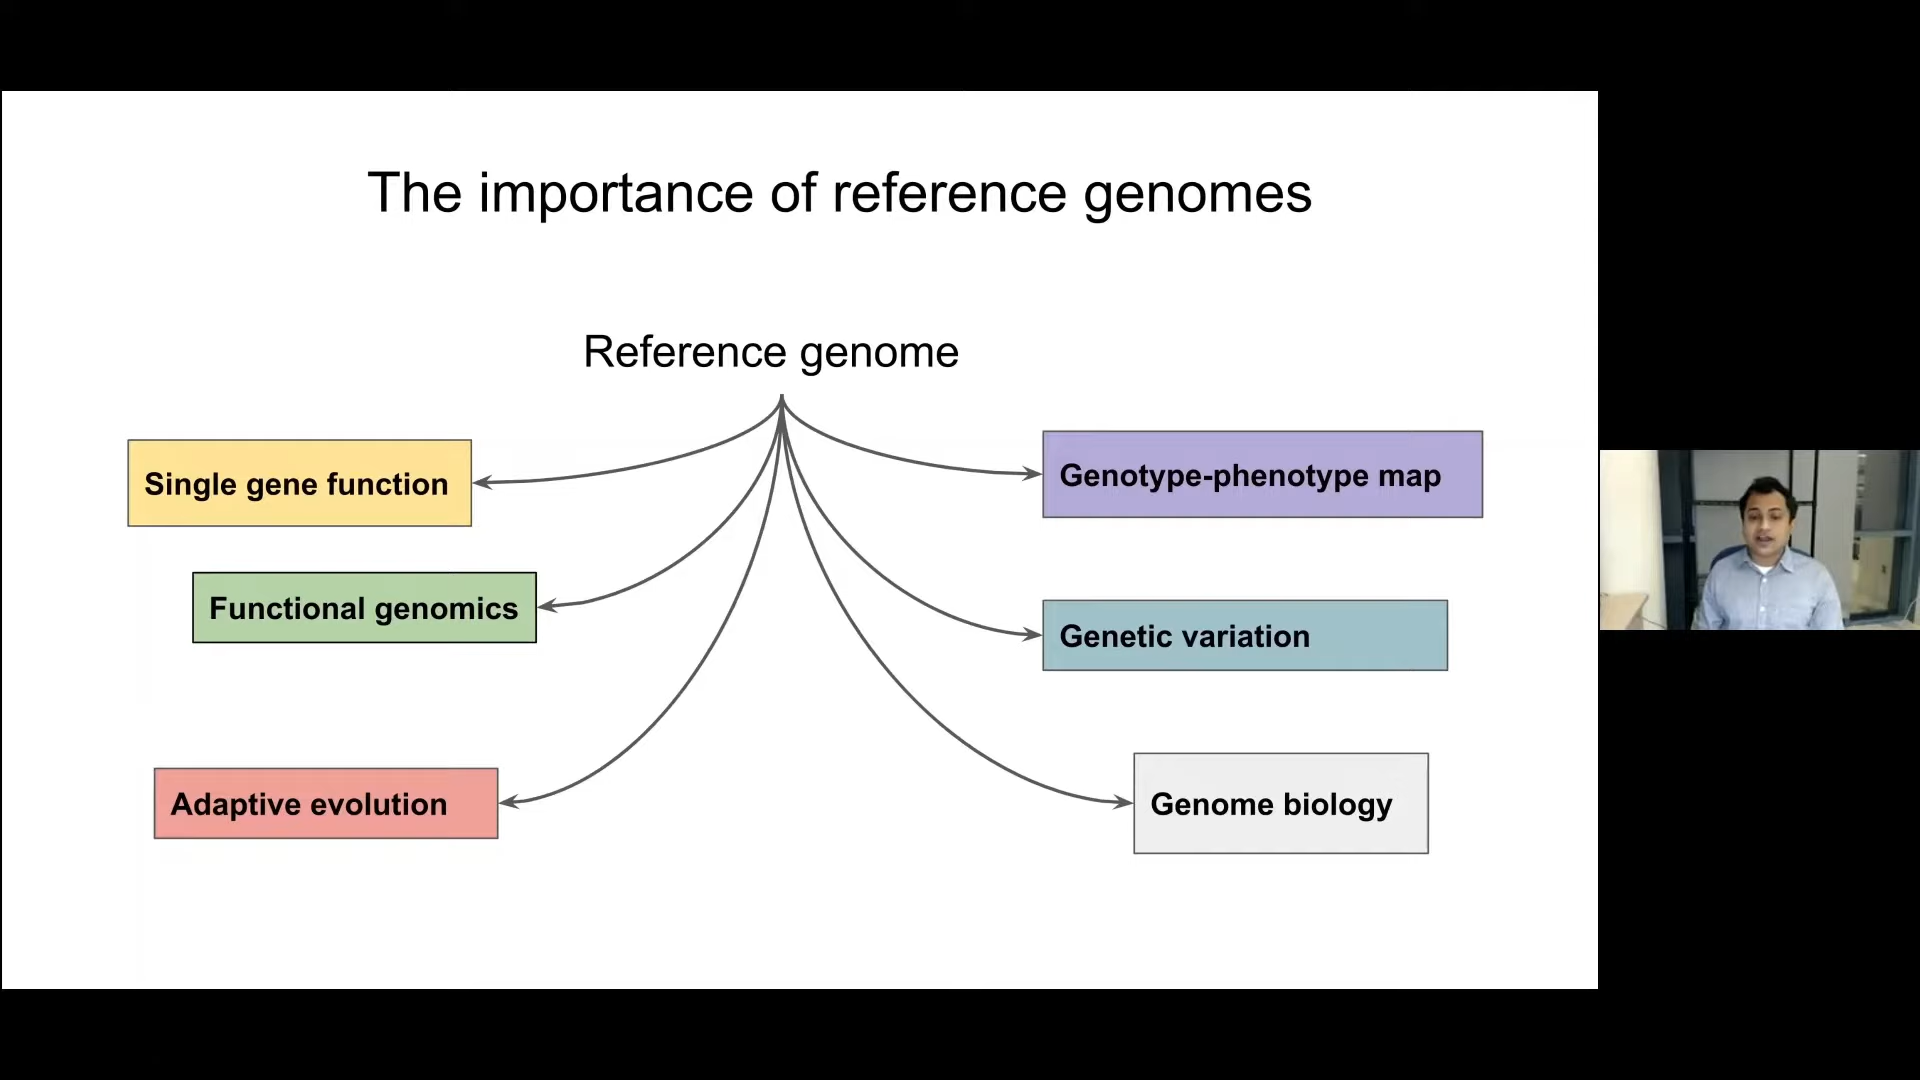 The importance of reference genomes
Reference genome
Single gene function
Functional genomics
Adaptive evolution
Genotype-phenotype map
Genetic variation
Genome biology